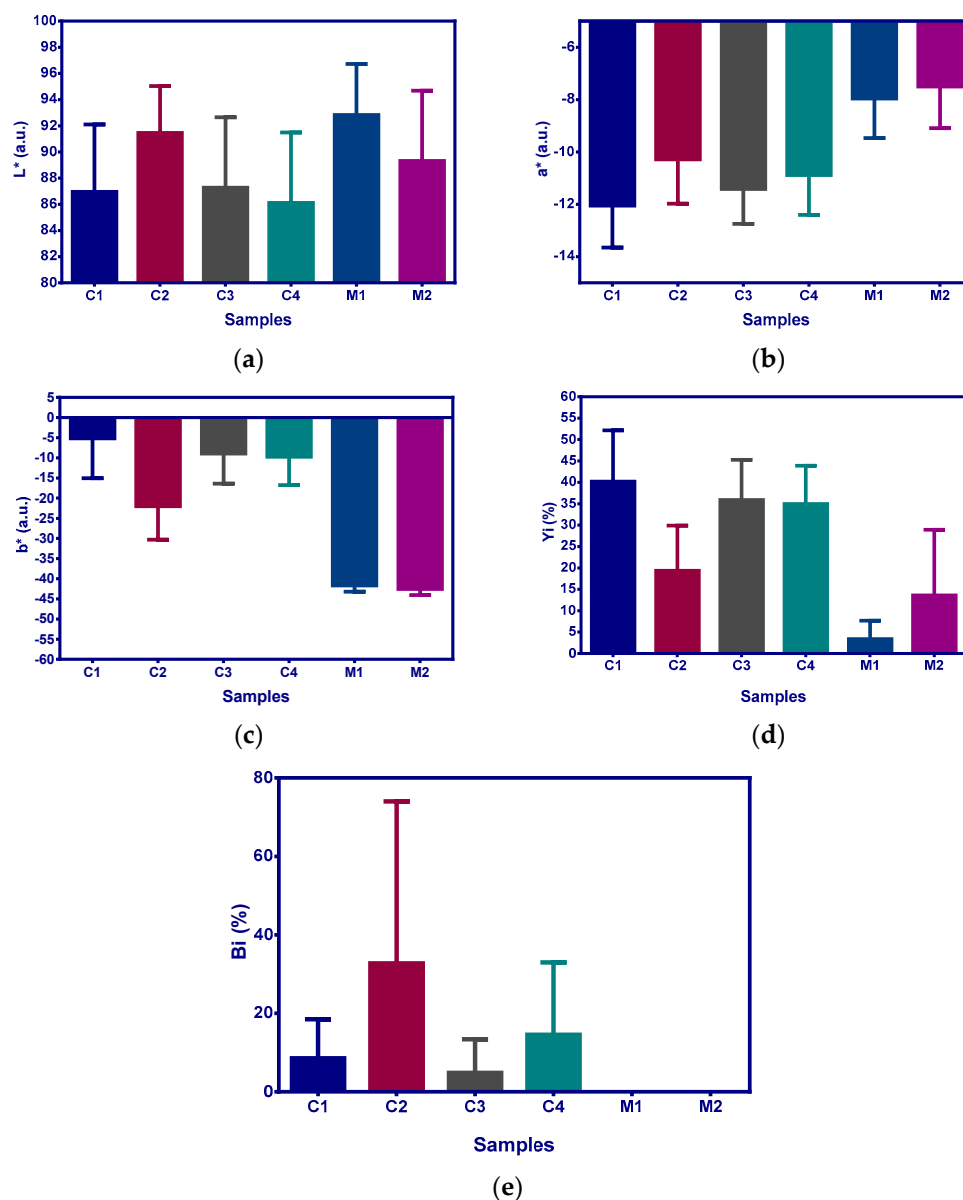 L* (a.u.)
100
98
96
94
92
90
88
86
84
82
80
C1 C2 C3 C4 M1 M2
Samples
(a)
a* (a.u.)
-6
-8
-10
-12
-14
C1 C2 C3 C4 M1 M2
Samples
(b)
b* (a.u.)
5
0
-5
-10
-15
-20
-25
-30
-35
-40
-45
-50
-55
-60
C1 C2 C3 C4 M1 M2
Samples
(c)
Yi (%)
60
55
50
45
40
35
30
25
20
15
10
5
0
C1 C2 C3 C4 M1 M2
Samples
(d)
Bi (%)
80
60
40
20
0
C1 C2 C3 C4 M1 M2
Samples
(e)